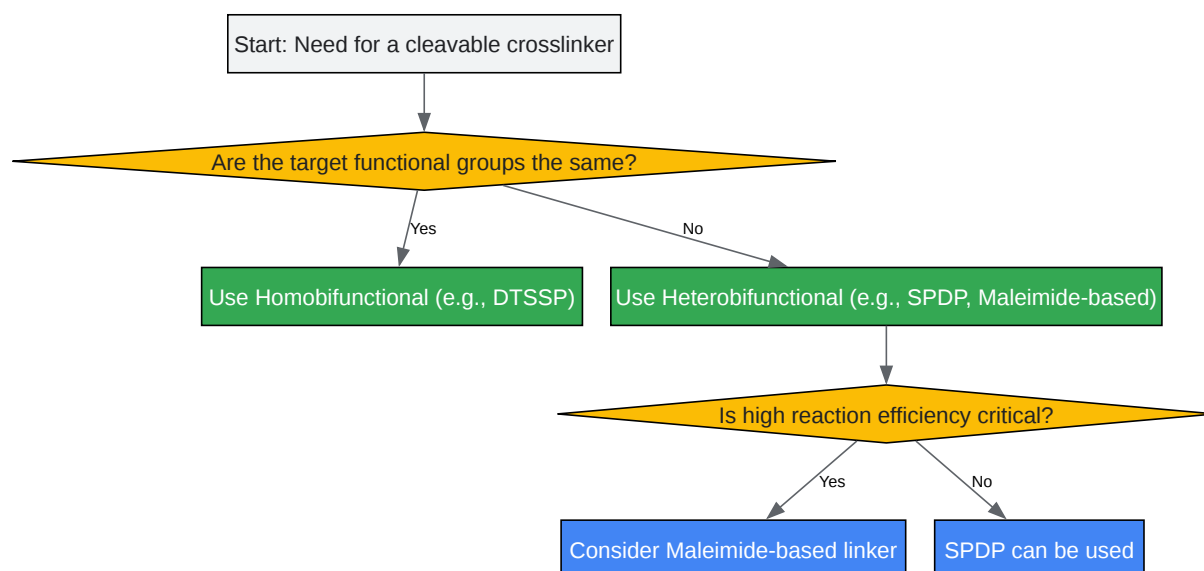 Start: Need for a cleavable crosslinker
Are the target functional groups the same?
Yes
No
Use Homobifunctional (e.g., DTSSP)
Use Heterobifunctional (e.g., SPDP, Maleimide-based)
Is high reaction efficiency critical?
Yes
No
Consider Maleimide-based linker
SPDP can be used